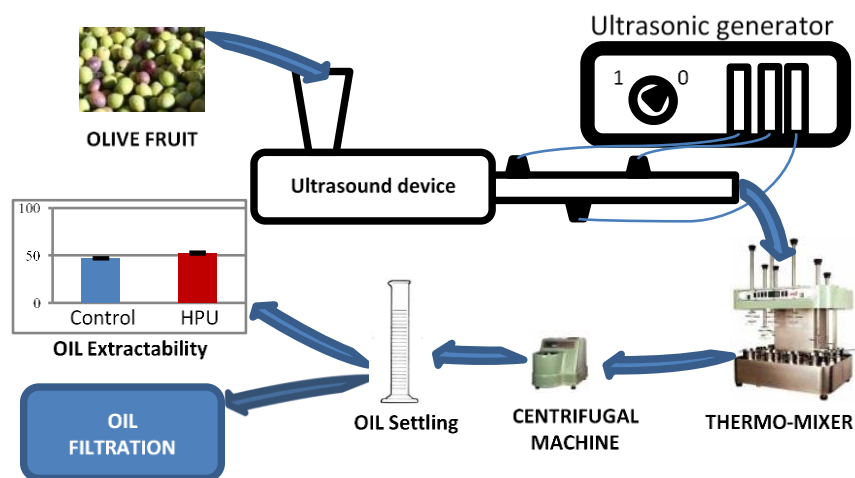 Ultrasonic generator
1 0
OLIVE FRUIT
Ultrasound device
100
50
0
Control HPU
OIL Extractability
OIL Settling
CENTRIFUGAL
MACHINE
THERMO-MIXER
OIL
FILTRATION